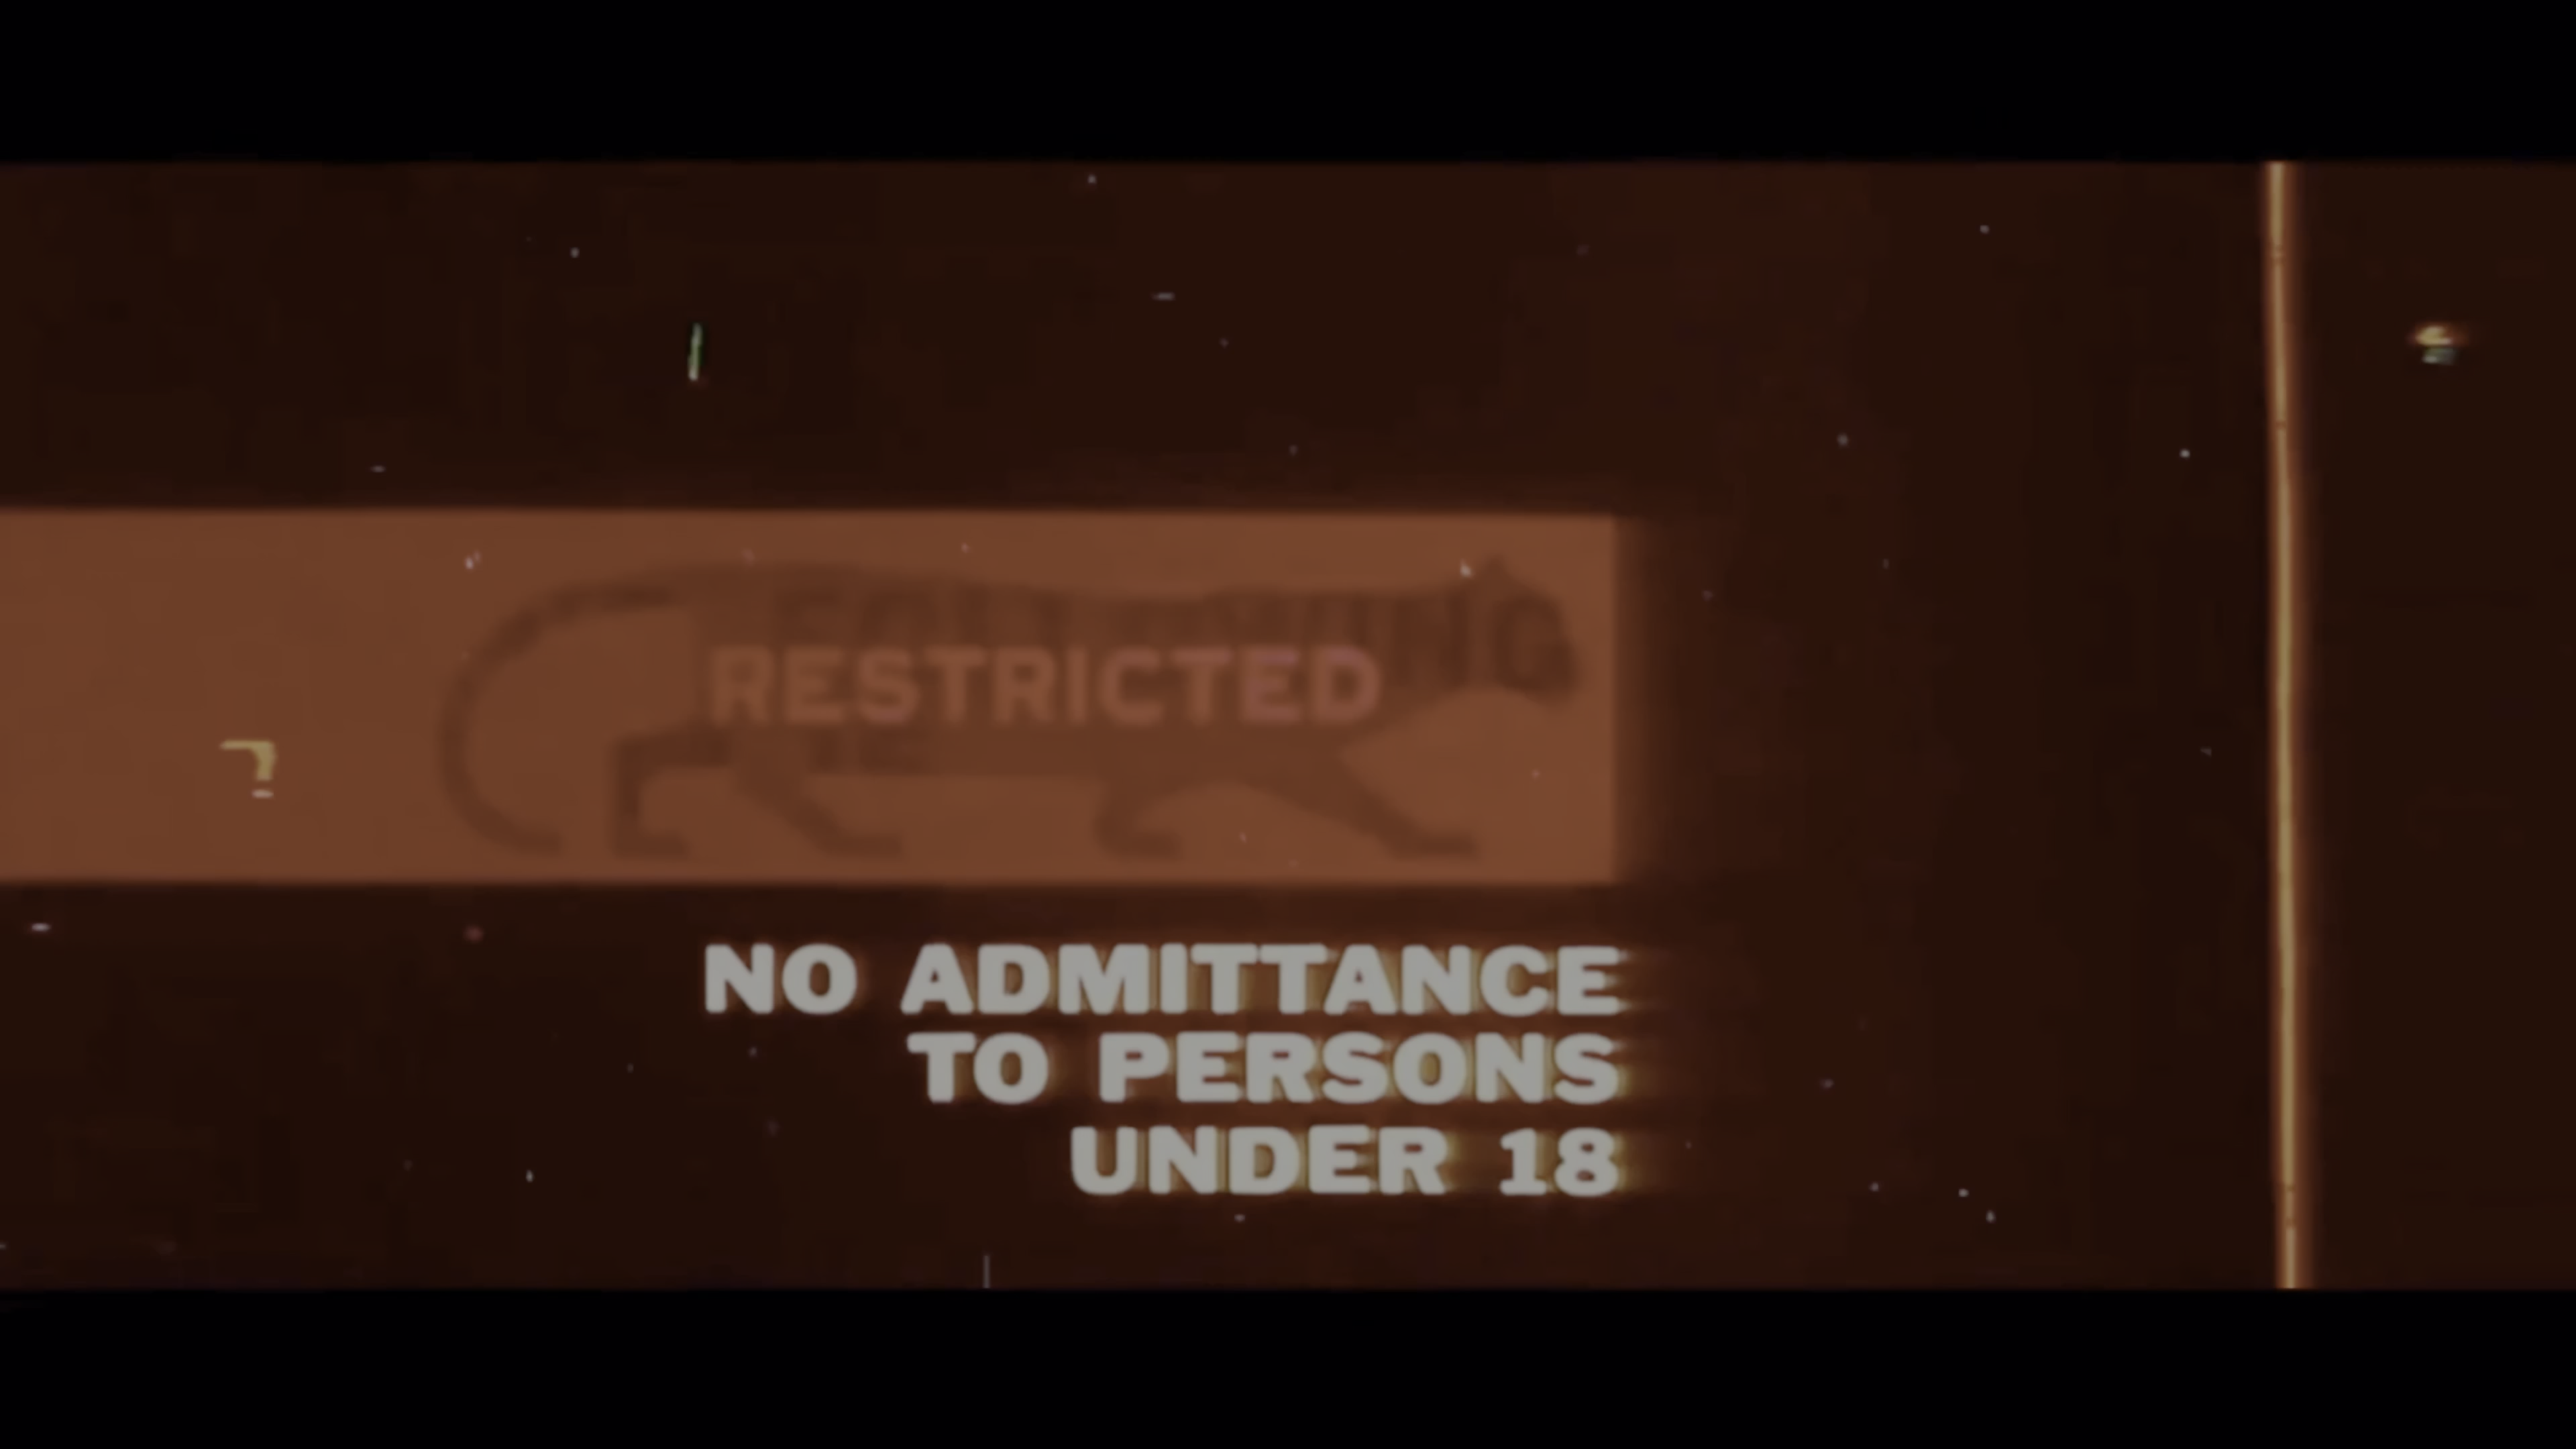 RESTRICTED
NO ADMITTANCE
TO PERSONS
UNDER 18